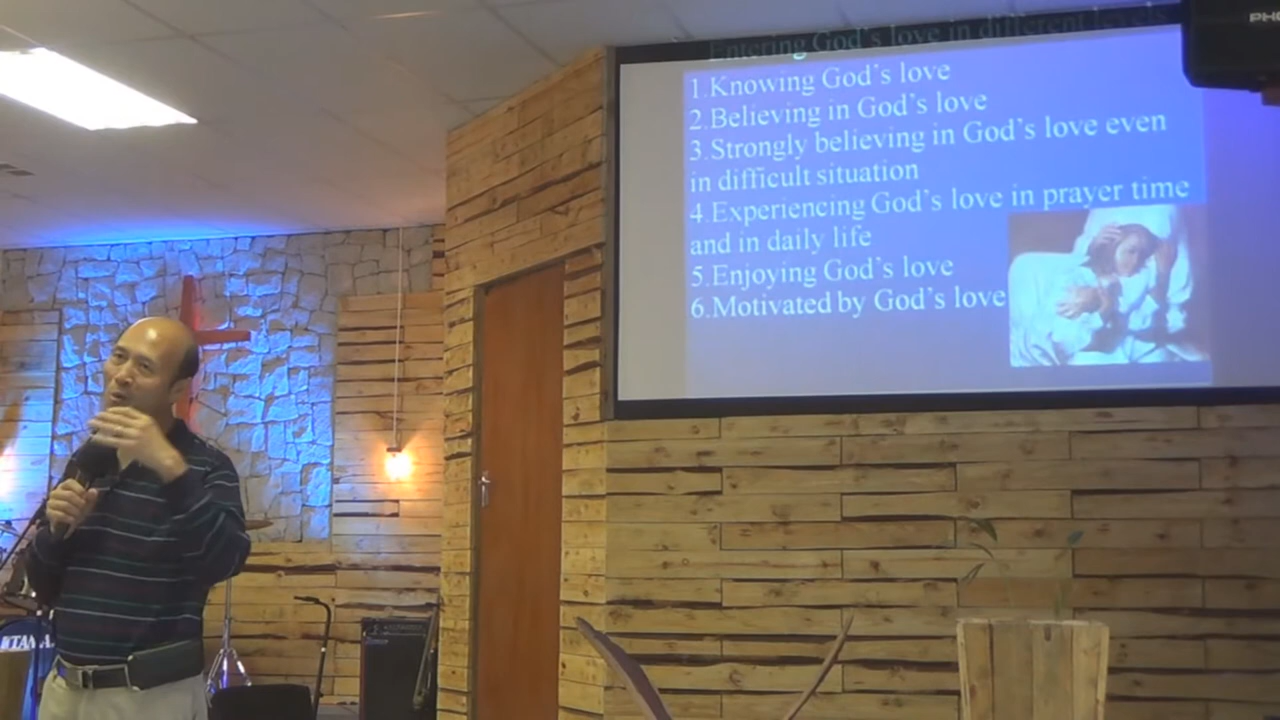 Entering God's love in different levels
1.Knowing God's love
2.Believing in God's love
3.Strongly believing in God's love even
in difficult situation
4.Experiencing God's love in prayer time
and in daily life
5.Enjoying God's love
6.Motivated by God's love